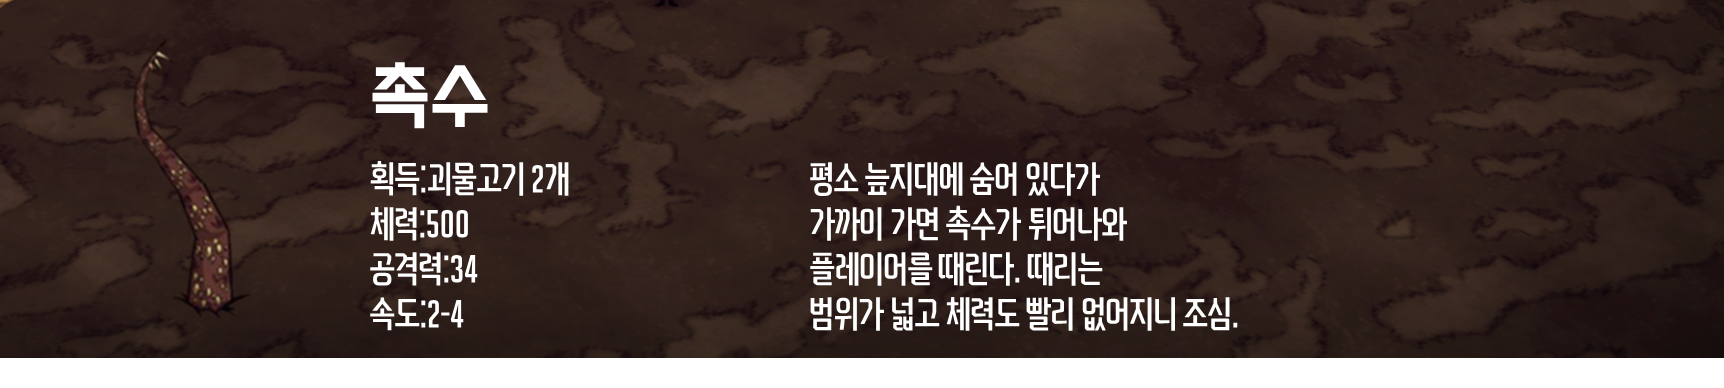 촉수
획득:괴물고기 2개
체력:500
공격력:34
속도:2-4
평소 늪지대에 숨어 있다가
가까이 가면 촉수가 튀어나와
플레이어를 때린다. 때리는
범위가 넓고 체력도 빨리 없어지니 조심.